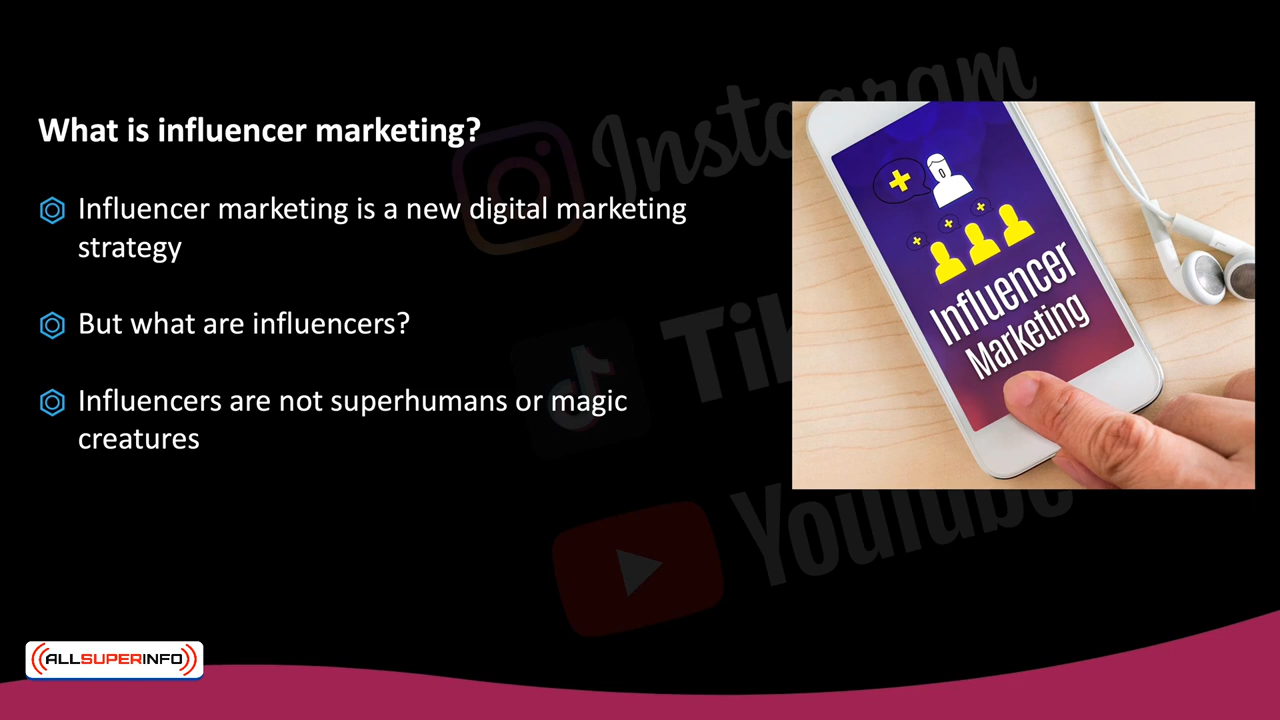 What is influencer marketing?
Influencer marketing is a new digital marketing
strategy
But what are influencers?
Influencers are not superhumans or magic
creatures
Instagram
Influencer
Marketing
YouTube
ALLSUPERINFO